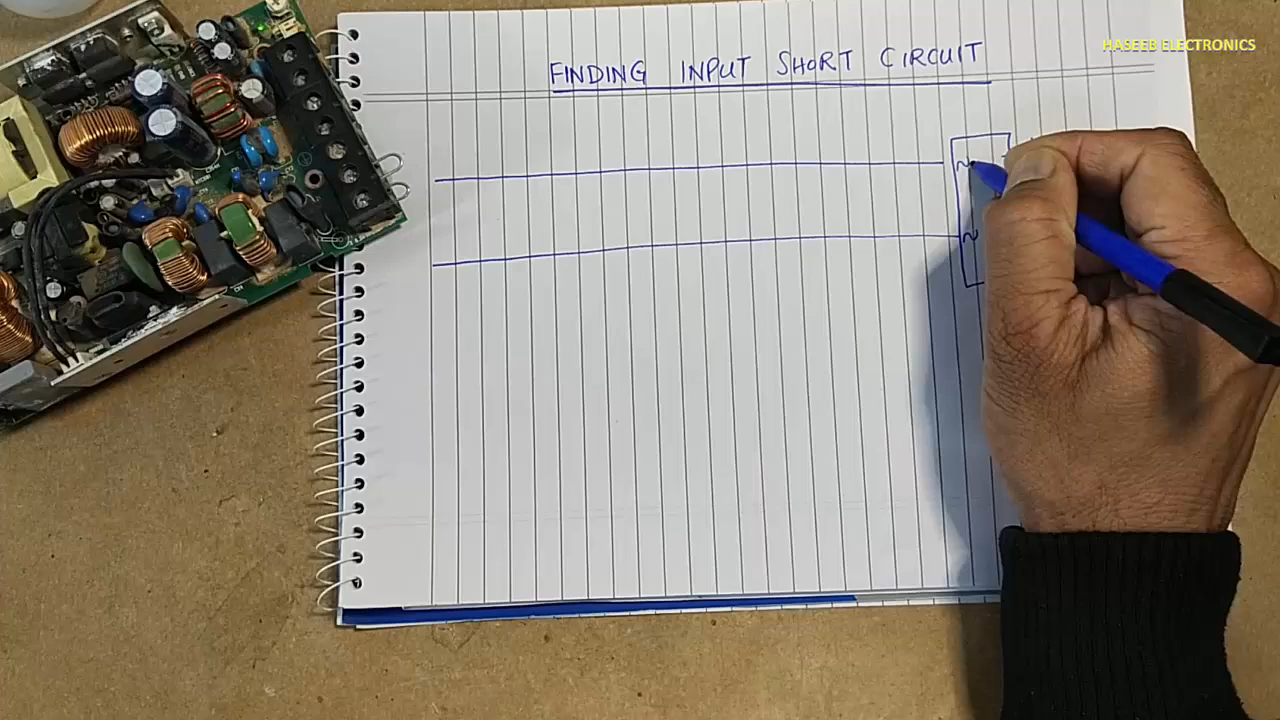 HASEEB ELECTRONICS
FINDING INPUT SHORT CIRCUIT
~
~